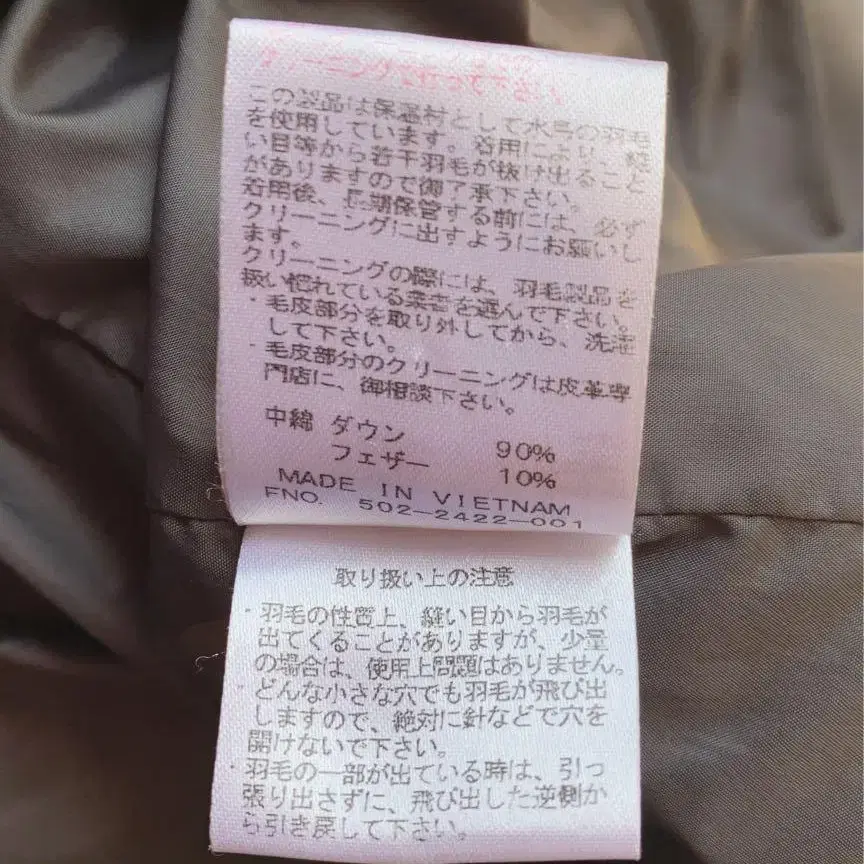 クリーニングで行って下さい
この製品は保温材として水鳥の羽毛
を使用しています。着用により、縫
い目等から若干羽毛が抜け出ること
がありますので御了承下さい。
着用後、長期保管する前には、必ず
クリーニングに出すようにお願いし
ます。
クリーニングの際には、羽毛製品を
扱い慣れている業者を選んで下さい。
・毛皮部分を取り外してから、洗濯
して下さい。
・毛皮部分のクリーニングは皮革専
門店に、御相談下さい。
中綿 ダウン 90%
フェザー 10%
MADE IN VIETNAM
FNO. 502-2422-001
取り扱い上の注意
・羽毛の性質上、縫い目から羽毛が
出てくることがありますが、少量
の場合は、使用上問題はありません。
・どんな小さな穴でも羽毛が飛び出
しますので、絶対に針などで穴を
開けないで下さい。
・羽毛の一部が出ている時は、引っ
張り出さずに、飛び出した逆側か
ら引き戻して下さい。